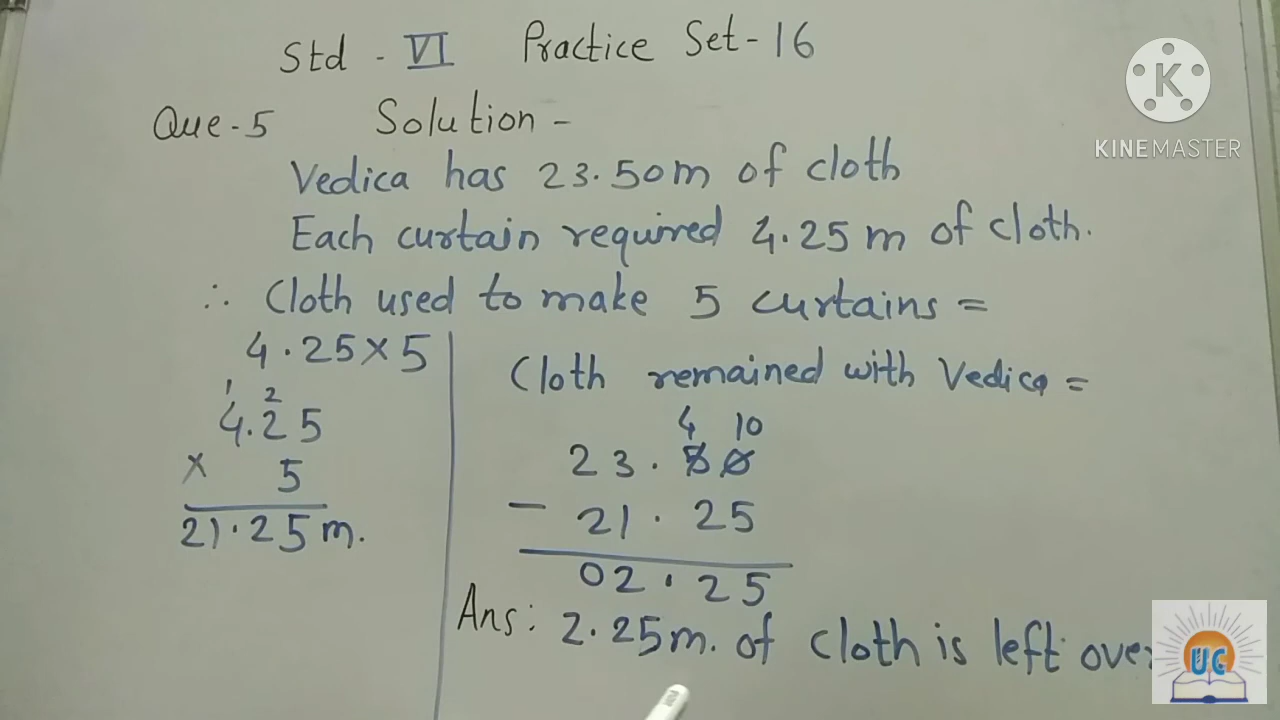 Std - VI Practice Set - 16
Que - 5 Solution -
Vedica has 23.50m of cloth
Each curtain required 4.25 m of cloth.
∴ Cloth used to make 5 curtains =
4.25 × 5
1 2
4.25
× 5
21.25 m.
Cloth remained with Vedica =
4 10
23.50
- 21.25
02.25
Ans: 2.25m. of cloth is left over
K
KINEMASTER
UC